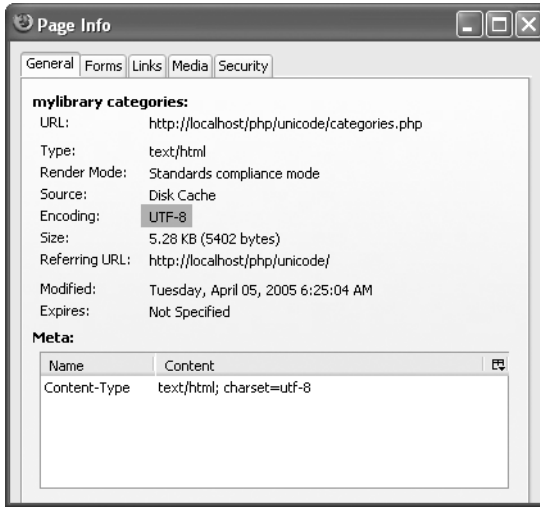 Page Info
General Forms Links Media Security
mylibrary categories:
URL: http://localhost/php/unicode/categories.php
Type: text/html
Render Mode: Standards compliance mode
Source: Disk Cache
Encoding: UTF-8
Size: 5.28 KB (5402 bytes)
Referring URL: http://localhost/php/unicode/
Modified: Tuesday, April 05, 2005 6:25:04 AM
Expires: Not Specified
Meta:
Name Content
Content-Type text/html; charset=utf-8